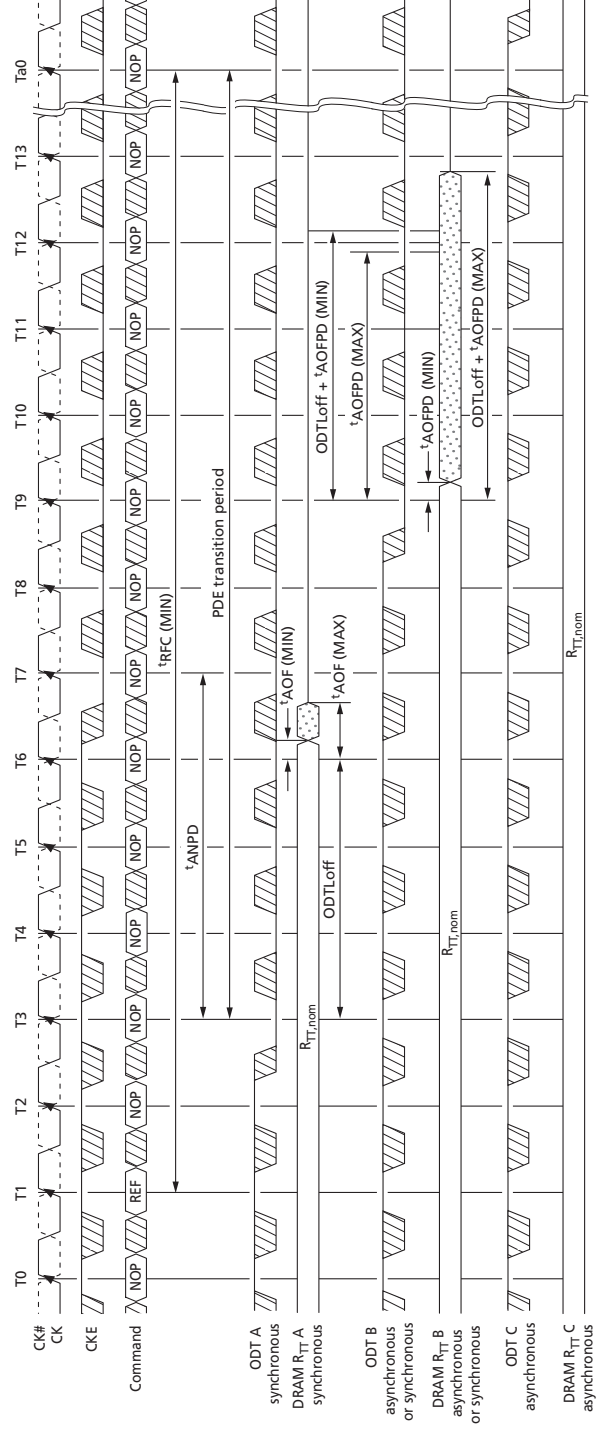 T0 T1 T2 T3 T4 T5 T6 T7 T8 T9 T10 T11 T12 T13 Ta0
CK#
CK
CKE
Command
NOP REF NOP NOP NOP NOP NOP NOP NOP NOP NOP NOP NOP NOP NOP
tRFC (MIN)
tANPD
PDE transition period
ODT A
synchronous
tAOF (MIN)
DRAM RTT A
synchronous
RTT,nom
ODTLoff
tAOF (MAX)
ODTLoff + tAOFPD (MIN)
tAOFPD (MAX)
ODT B
asynchronous
or synchronous
tAOFPD (MIN)
DRAM RTT B
asynchronous
or synchronous
RTT,nom
ODTLoff + tAOFPD (MAX)
ODT C
asynchronous
DRAM RTT C
asynchronous
RTT,nom